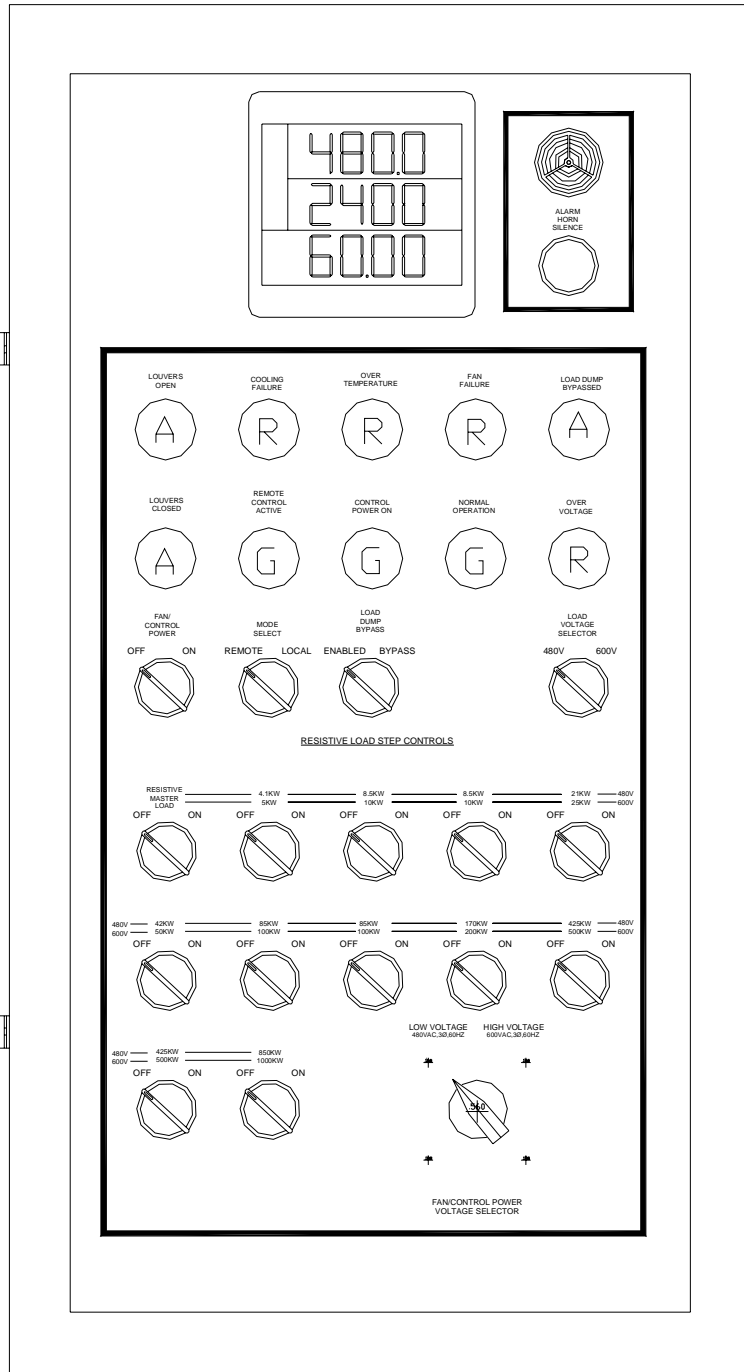 480.0
2400
60.00
ALARM
HORN
SILENCE
LOUVERS
OPEN
COOLING
FAILURE
OVER
TEMPERATURE
FAN
FAILURE
LOAD DUMP
BYPASSED
A
R
R
R
A
LOUVERS
CLOSED
REMOTE
CONTROL
ACTIVE
CONTROL
POWER ON
NORMAL
OPERATION
OVER
VOLTAGE
A
G
G
G
R
FAN/
CONTROL
POWER
OFF ON
MODE
SELECT
REMOTE LOCAL
LOAD
DUMP
BYPASS
ENABLED BYPASS
LOAD
VOLTAGE
SELECTOR
480V 600V
RESISTIVE LOAD STEP CONTROLS
RESISTIVE
MASTER
LOAD
4.1KW 8.5KW 8.5KW 21KW 480V
5KW 10KW 10KW 25KW 600V
OFF ON OFF ON OFF ON OFF ON OFF ON
480V 42KW 85KW 85KW 170KW 425KW 480V
600V 50KW 100KW 100KW 200KW 500KW 600V
OFF ON OFF ON OFF ON OFF ON OFF ON
480V 425KW 850KW
600V 500KW 1000KW
OFF ON OFF ON
LOW VOLTAGE
480VAC,3Ø,60HZ
HIGH VOLTAGE
600VAC,3Ø,60HZ
.560
FAN/CONTROL POWER
VOLTAGE SELECTOR